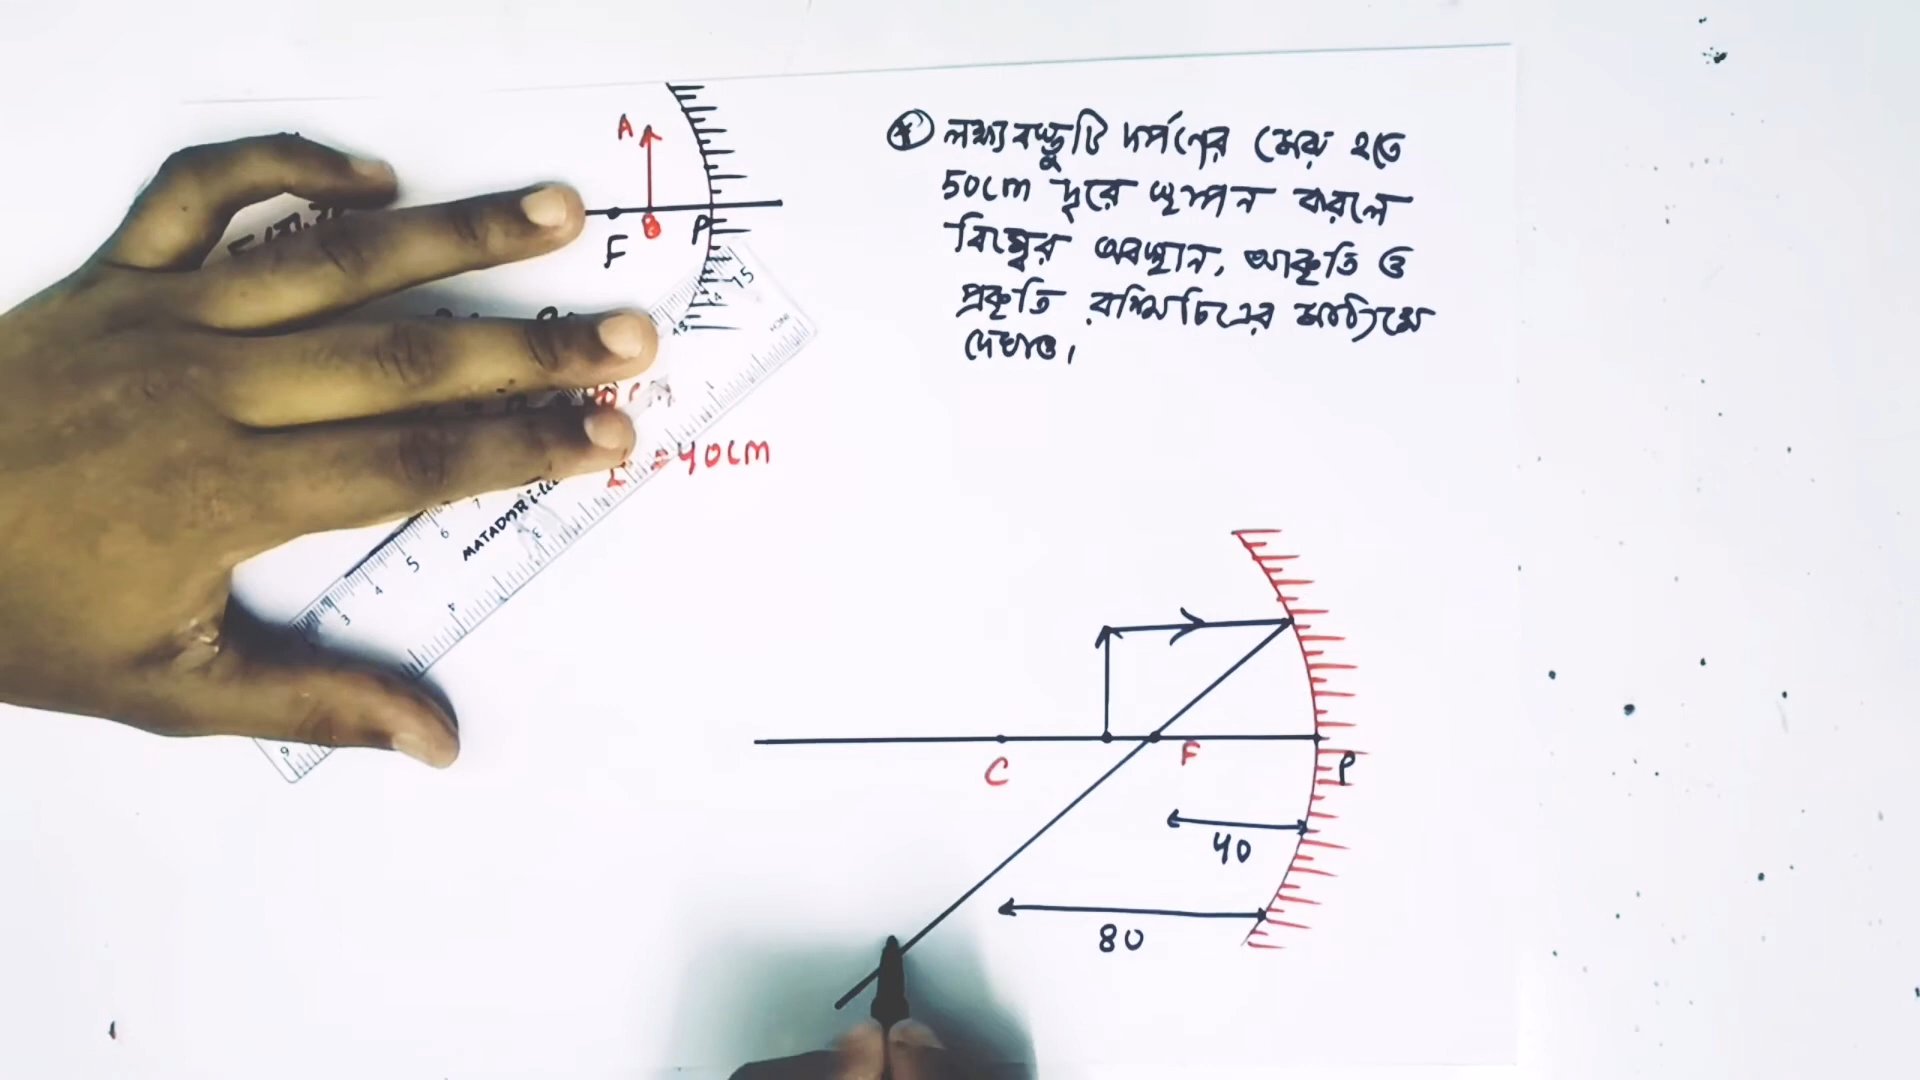 A
F
B
P
40cm
MATADOR i-
লক্ষ্যবস্তুটি দর্পণের মেরু হতে
50cm দূরে স্থাপন করলে
বিম্বের অবস্থান, আকৃতি ও
প্রকৃতি রশ্মিচিত্রের মাধ্যমে
দেখাও।
C
F
P
40
80